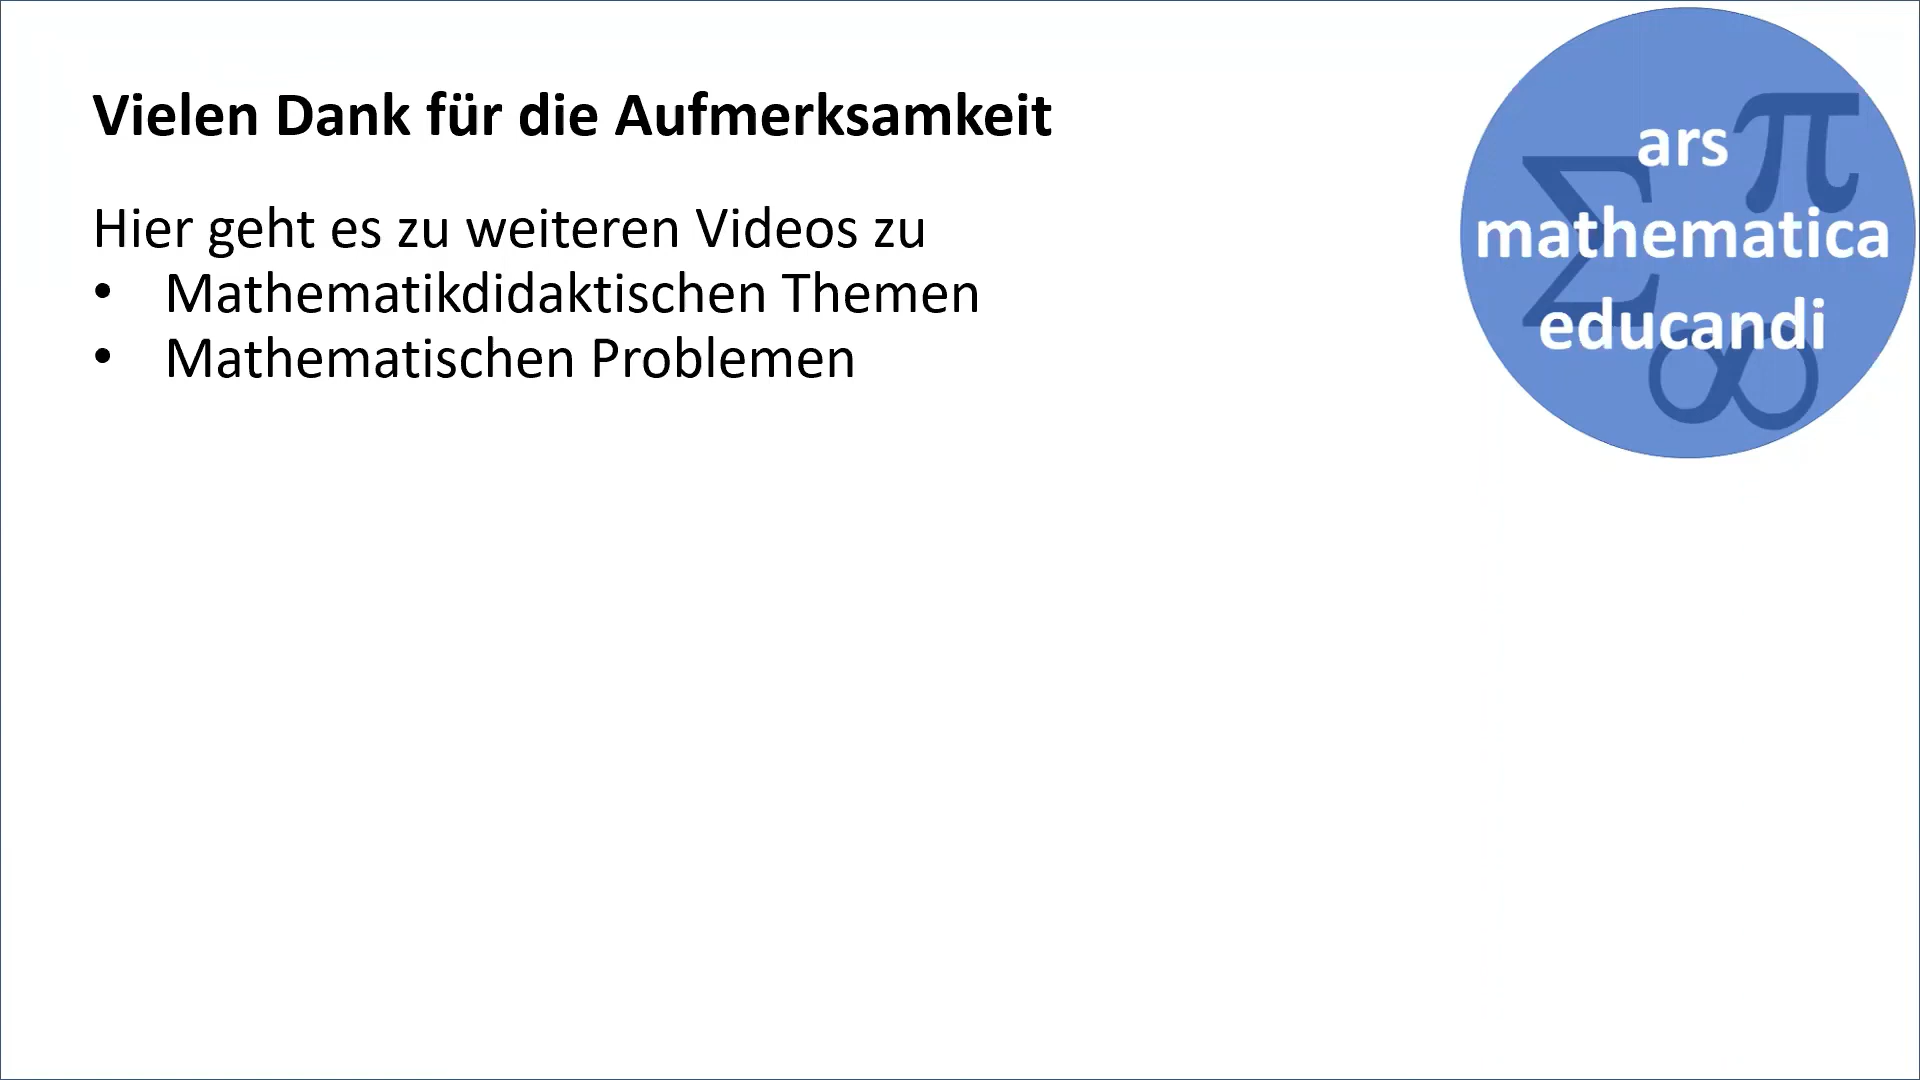 Vielen Dank für die Aufmerksamkeit
Hier geht es zu weiteren Videos zu
• Mathematikdidaktischen Themen
• Mathematischen Problemen
ars
mathematica
educandi
Σ
π
∞